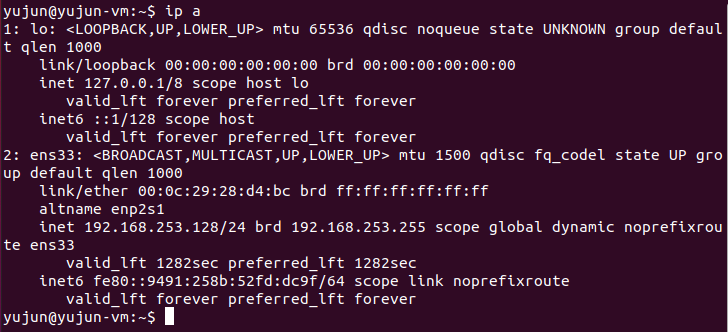 yujun@yujun-vm:~$ ip a
1: lo: <LOOPBACK,UP,LOWER_UP> mtu 65536 qdisc noqueue state UNKNOWN group defaul
t qlen 1000
    link/loopback 00:00:00:00:00:00 brd 00:00:00:00:00:00
    inet 127.0.0.1/8 scope host lo
       valid_lft forever preferred_lft forever
    inet6 ::1/128 scope host
       valid_lft forever preferred_lft forever
2: ens33: <BROADCAST,MULTICAST,UP,LOWER_UP> mtu 1500 qdisc fq_codel state UP gro
up default qlen 1000
    link/ether 00:0c:29:28:d4:bc brd ff:ff:ff:ff:ff:ff
    altname enp2s1
    inet 192.168.253.128/24 brd 192.168.253.255 scope global dynamic noprefixrou
te ens33
       valid_lft 1282sec preferred_lft 1282sec
    inet6 fe80::9491:258b:52fd:dc9f/64 scope link noprefixroute
       valid_lft forever preferred_lft forever
yujun@yujun-vm:~$